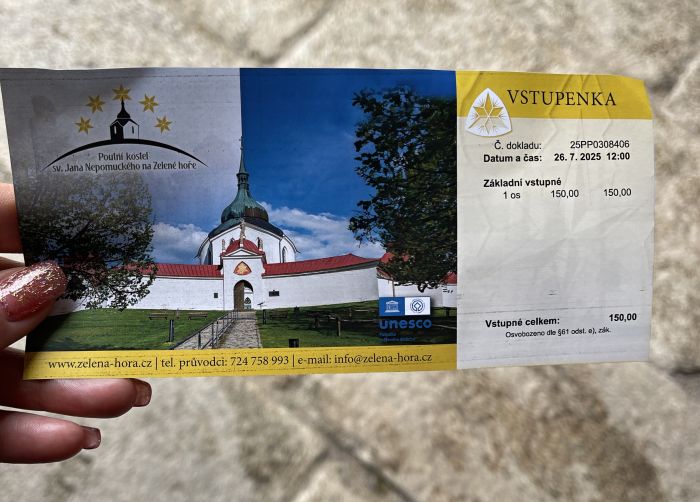 Poutní kostel
sv. Jana Nepomuckého na Zelené hoře
unesco
www.zelena-hora.cz | tel. průvodci: 724 758 993 | e-mail: info@zelena-hora.cz
VSTUPENKA
Č. dokladu: 25PP0308406
Datum a čas: 26. 7. 2025 12:00
Základní vstupné
1 os 150,00 150,00
Vstupné celkem: 150,00
Osvobozeno dle §61 odst. e), zák.